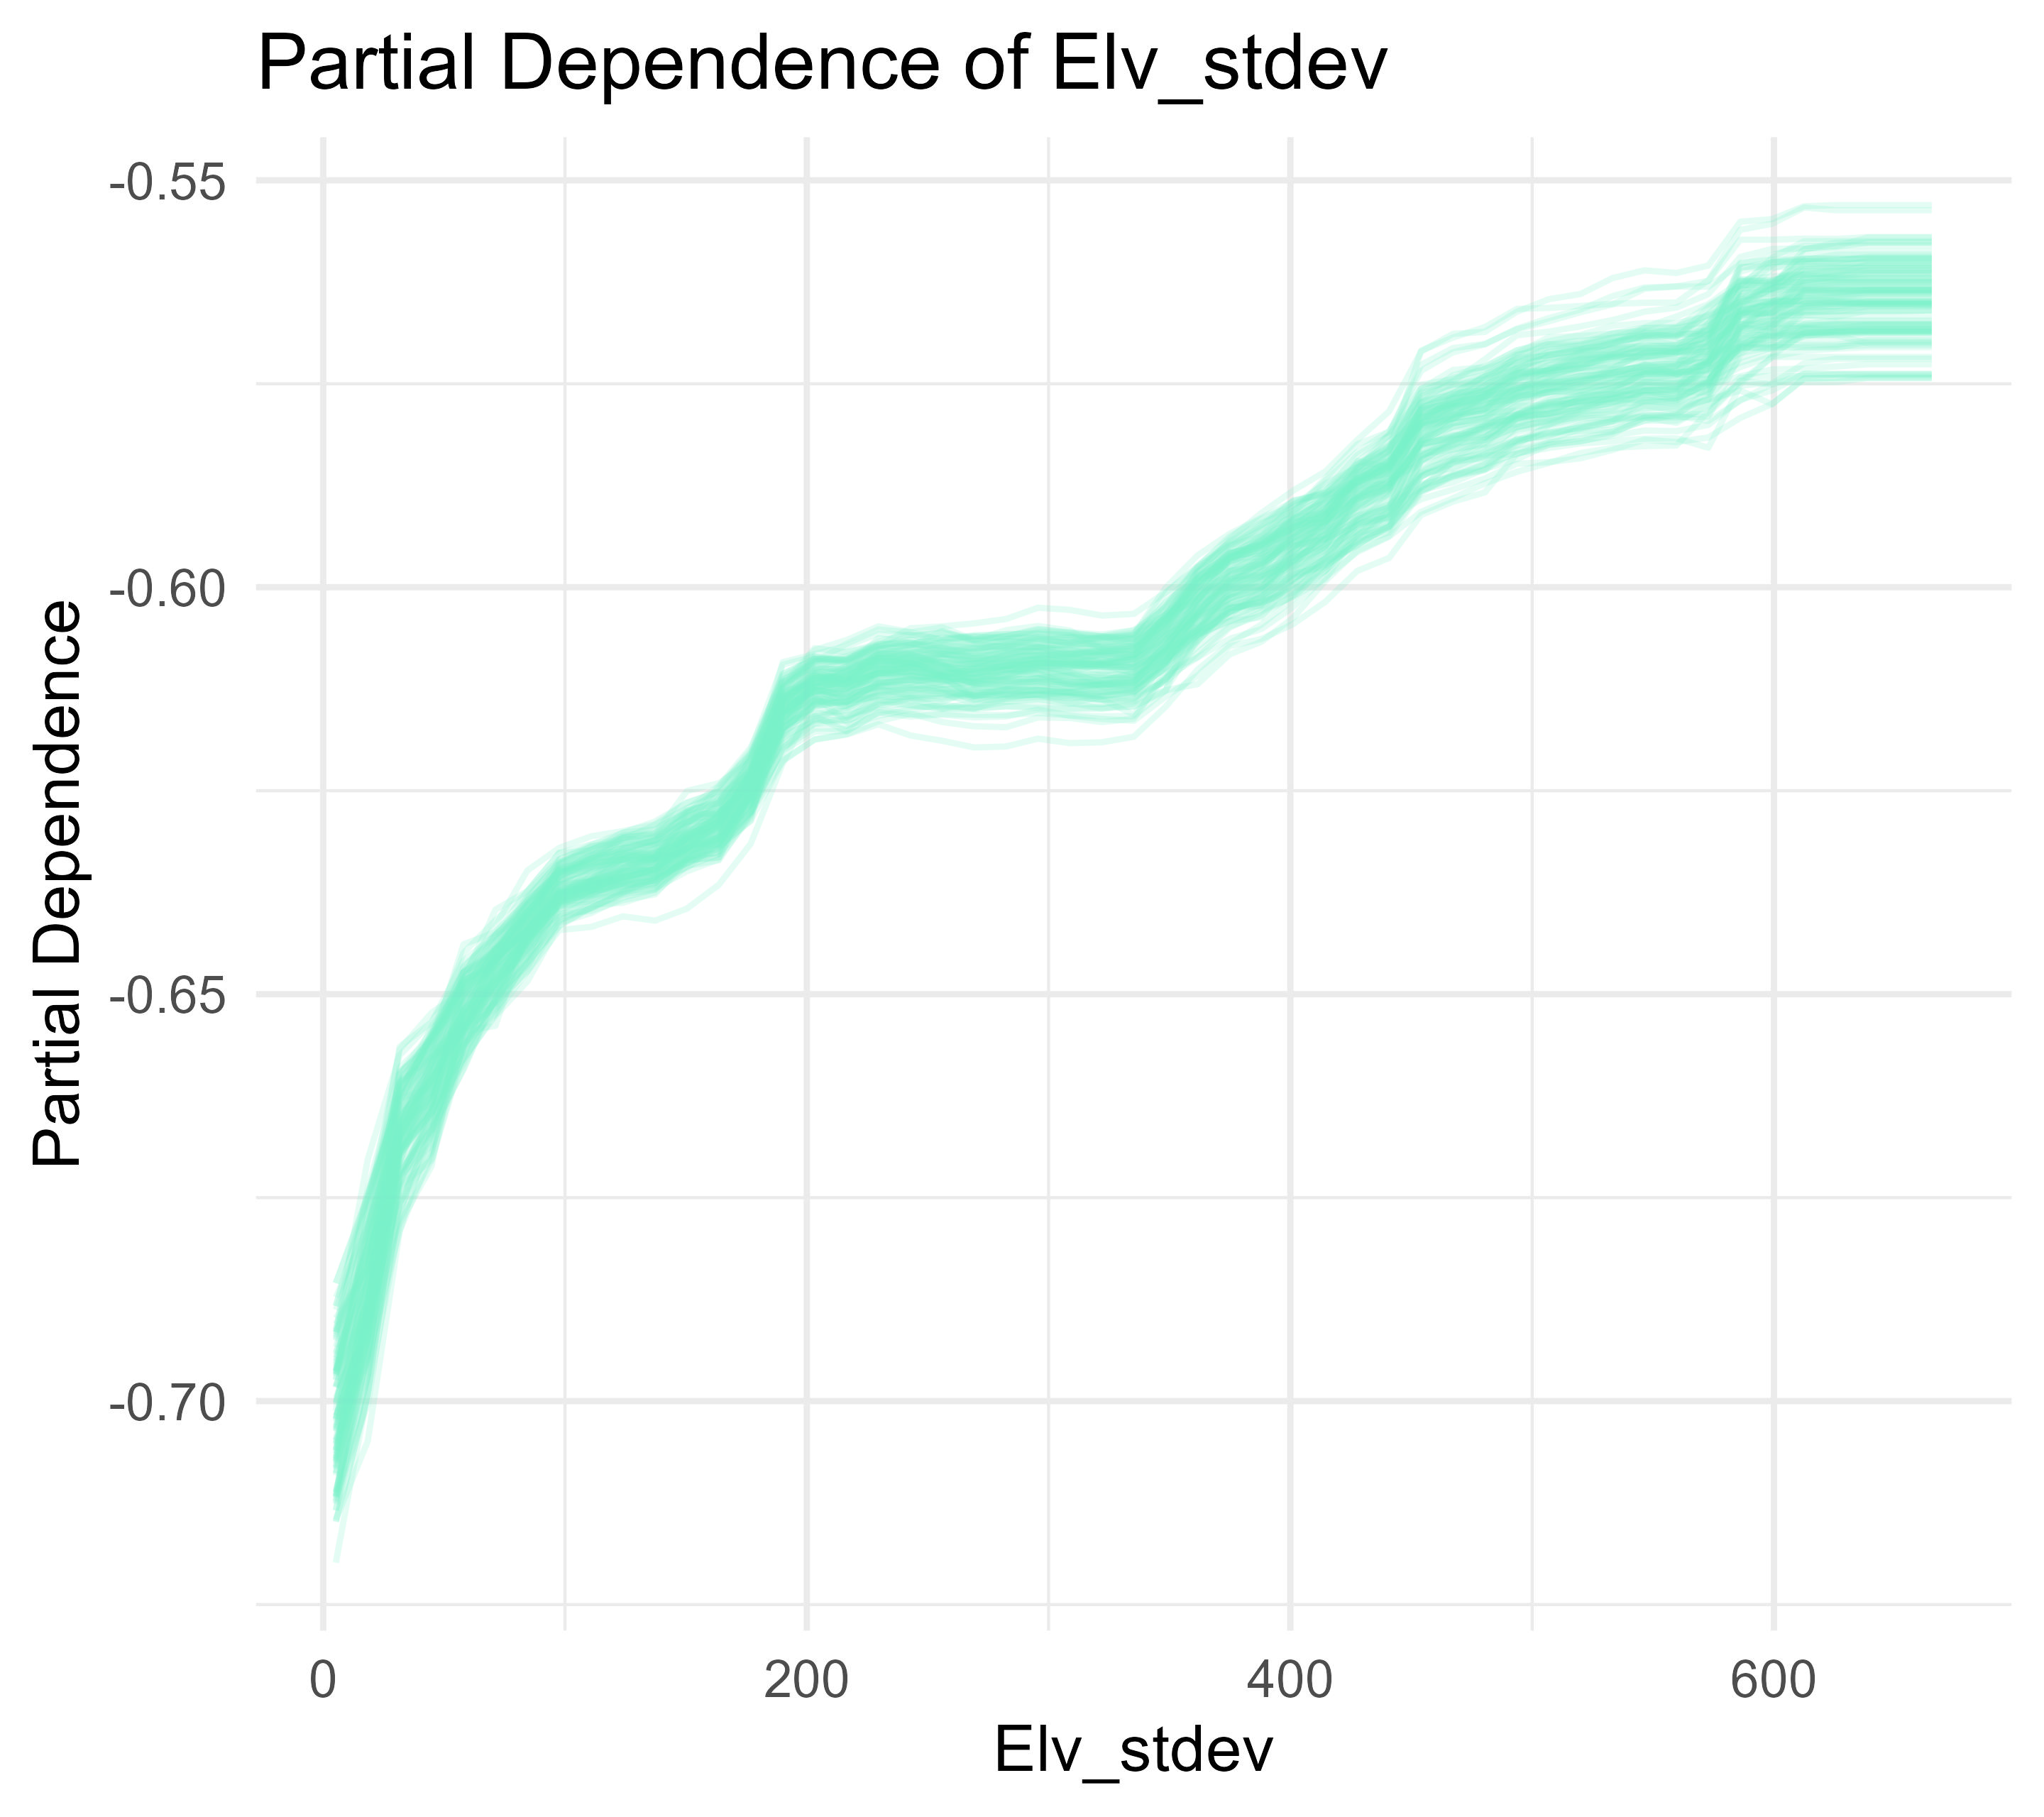 Partial Dependence of Elv_stdev
-0.55
-0.60
-0.65
-0.70
Partial Dependence
0 200 400 600
Elv_stdev